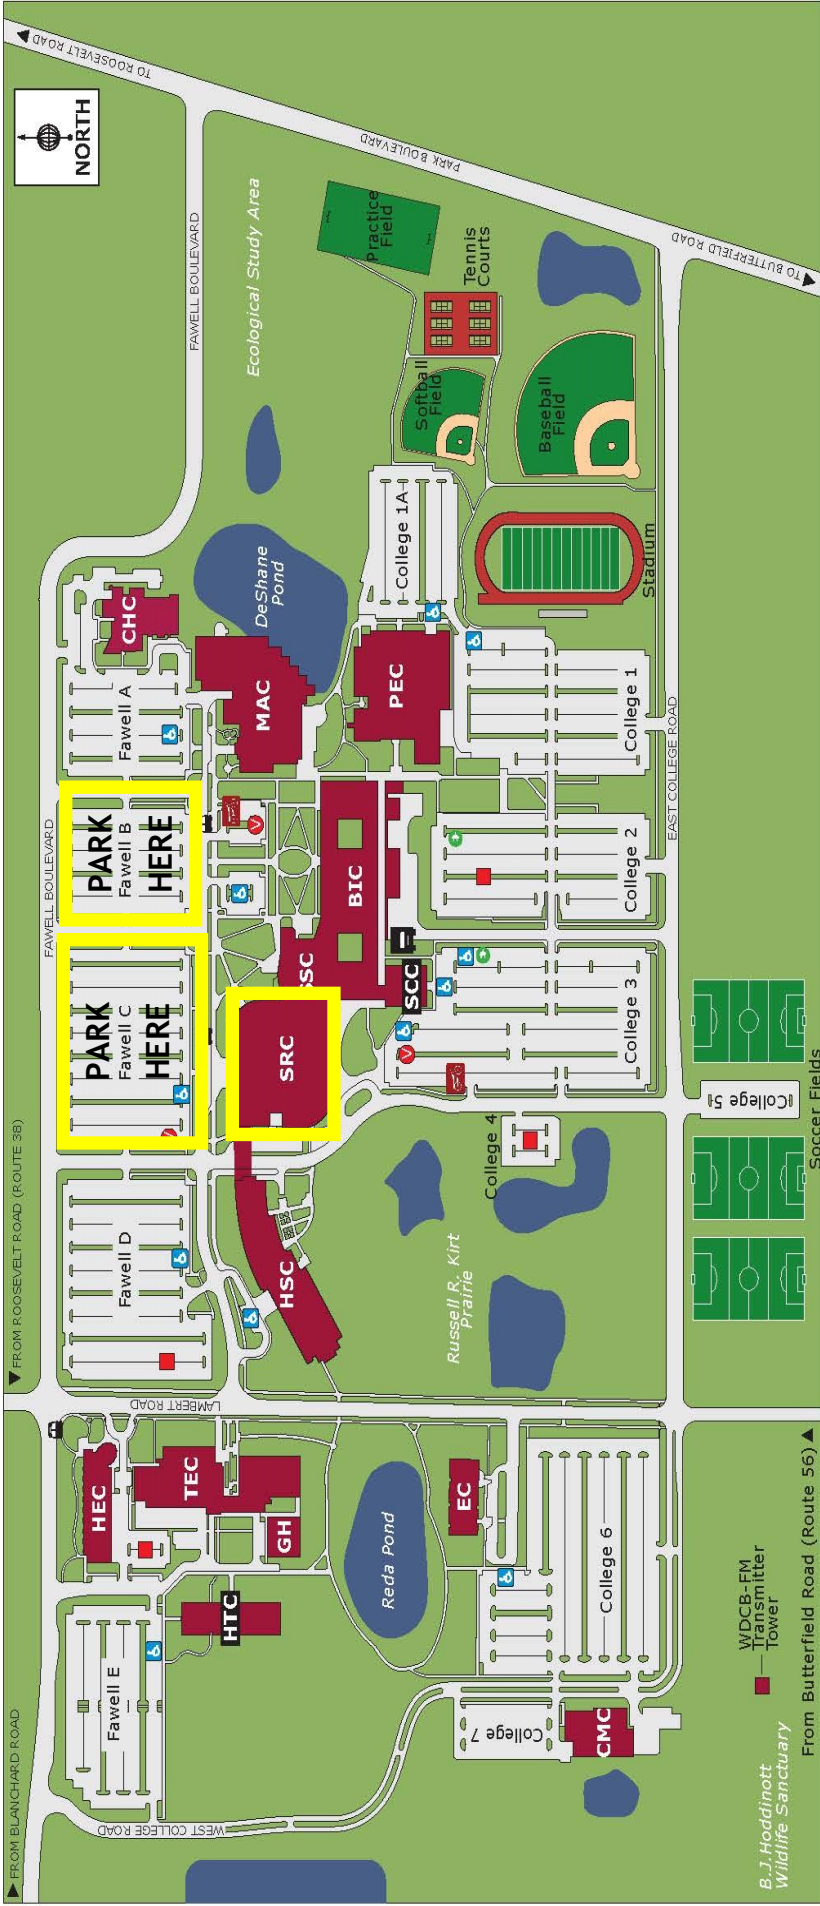 TO ROOSEVELT ROAD
NORTH
FAWELL BOULEVARD
PARK BOULEVARD
TO BUTTERFIELD ROAD
Ecological Study Area
Practice
Field
Tennis
Courts
Softball
Field
Baseball
Field
College 1A
Stadium
DeShane
Pond
CHC
MAC
PEC
Fawell A
College 1
FAWELL BOULEVARD
PARK
Fawell B
HERE
V
BIC
College 2
EAST COLLEGE ROAD
PARK
Fawell C
HERE
SSC
SRC
SCC
V
College 3
College 5
Soccer Fields
FROM ROOSEVELT ROAD (ROUTE 38)
Fawell D
HSC
College 4
Russell R. Kirt
Prairie
LAMBERT ROAD
HEC
TEC
GH
HTC
Reda Pond
EC
College 6
Fawell E
College 7
CMC
WDCB-FM
Transmitter
Tower
From Butterfield Road (Route 56)
B.J.Hoddinott
Wildlife Sanctuary
WEST COLLEGE ROAD
FROM BLANCHARD ROAD